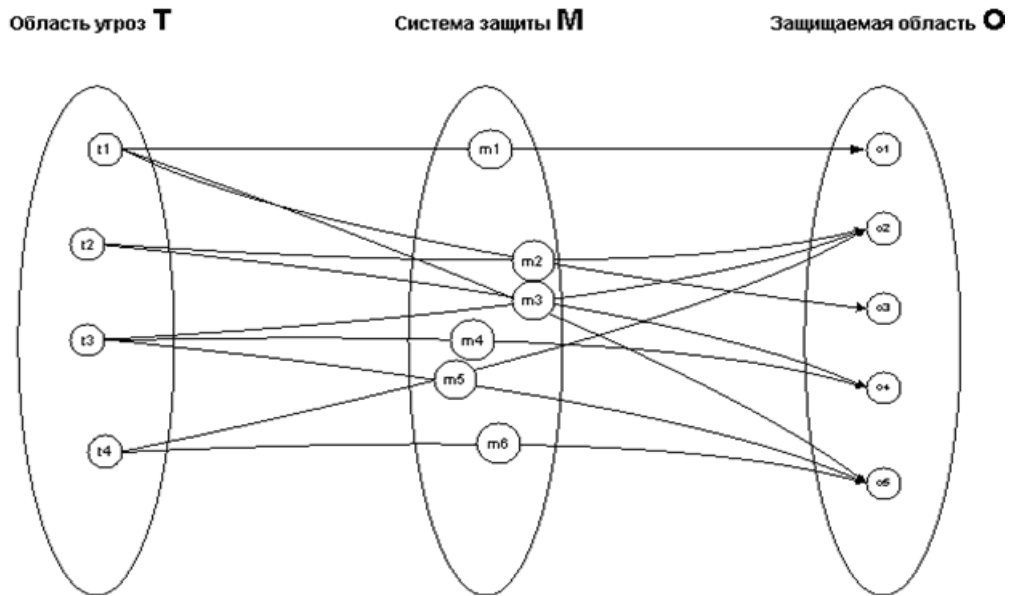 Область угроз T
Система защиты M
Защищаемая область O
t1
m1
o1
t2
m2
o2
m3
o3
t3
m4
o4
m5
t4
m6
o5